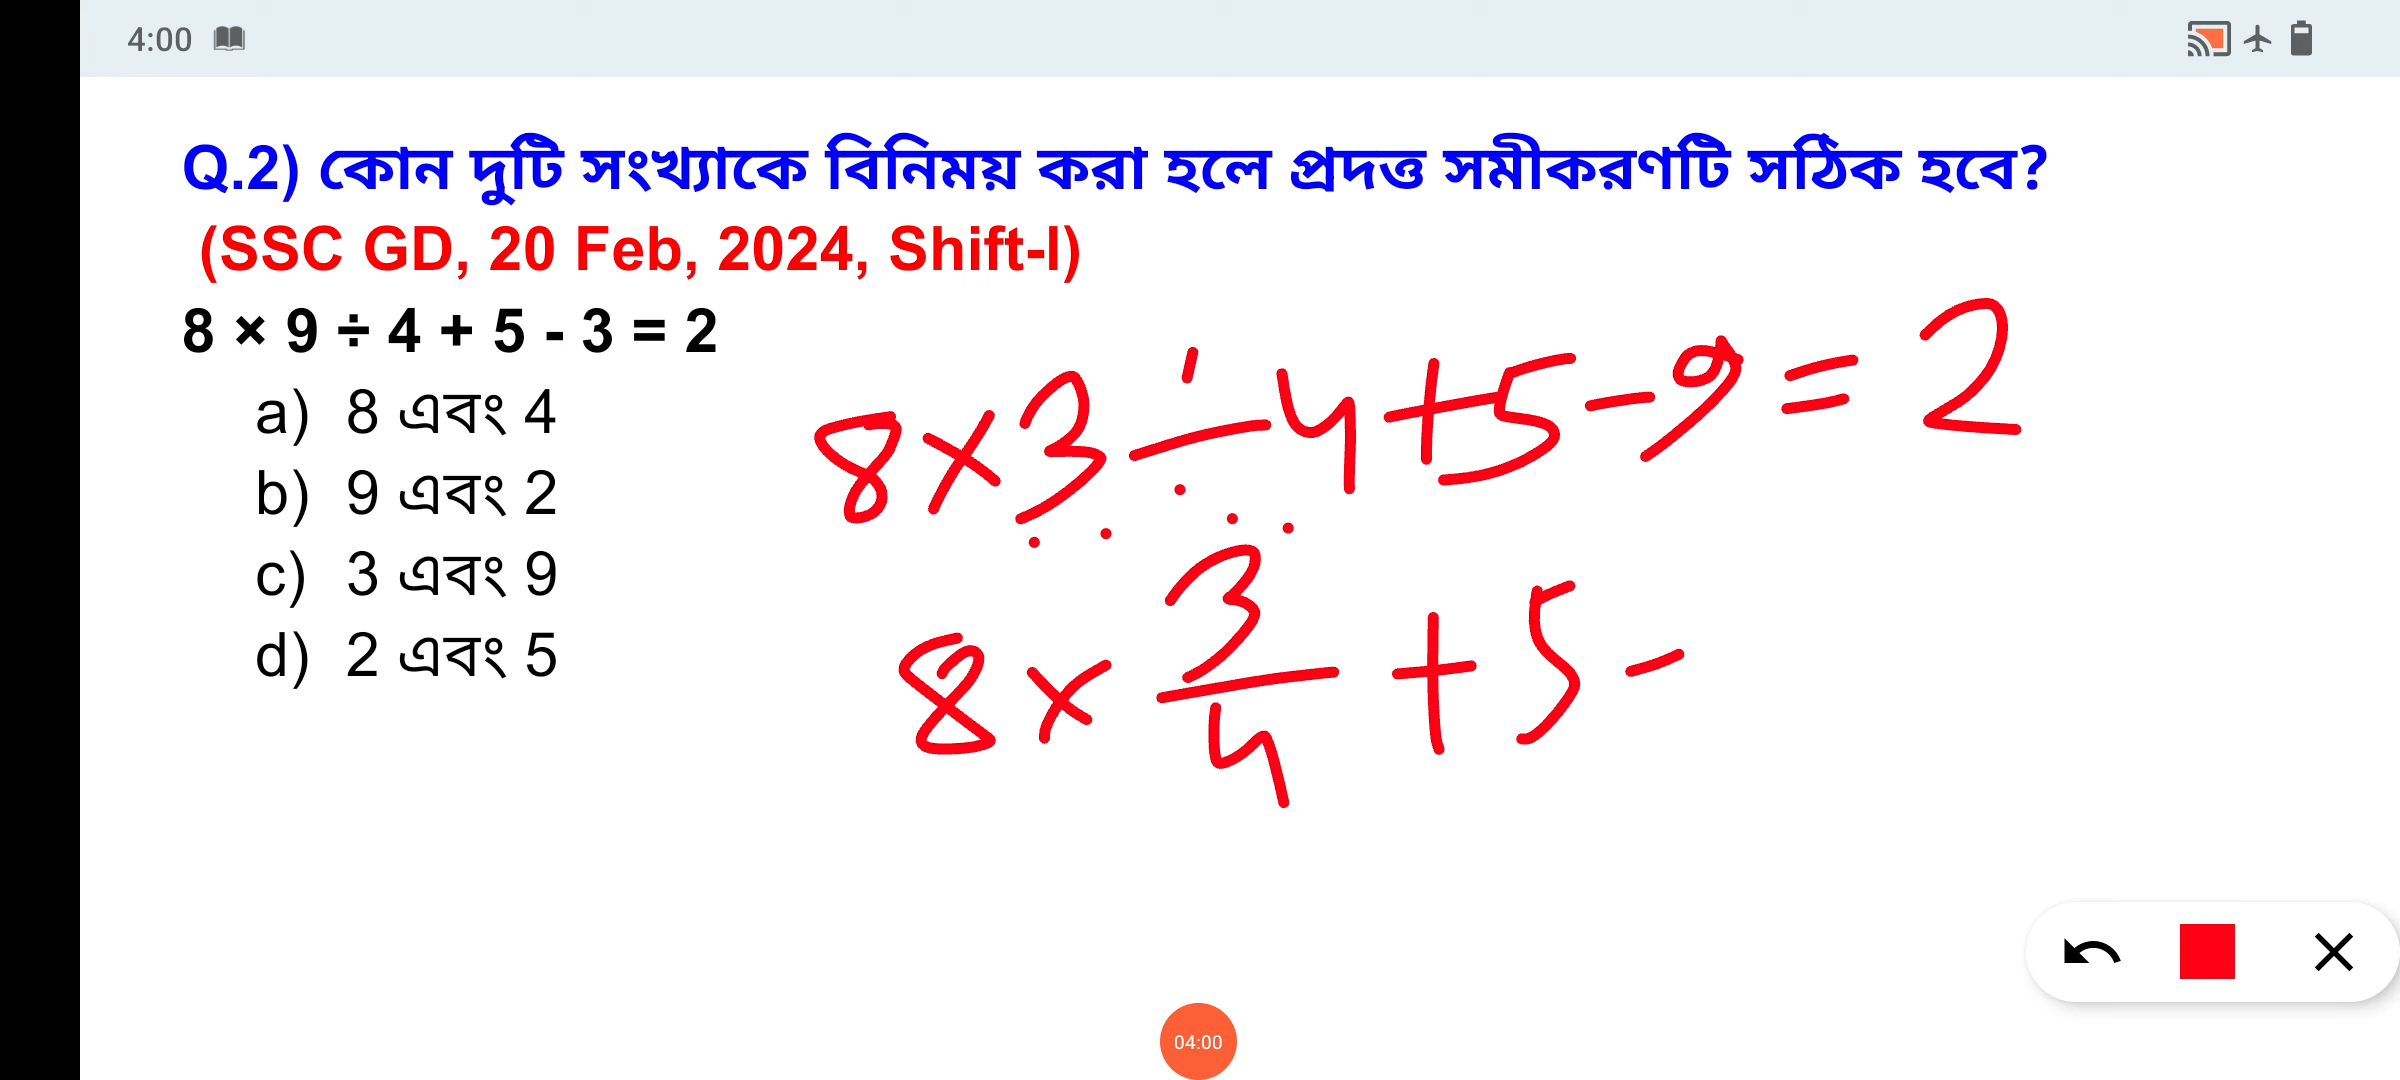 4:00
Q.2) কোন দুটি সংখ্যাকে বিনিময় করা হলে প্রদত্ত সমীকরণটি সঠিক হবে?
(SSC GD, 20 Feb, 2024, Shift-I)
8 × 9 ÷ 4 + 5 - 3 = 2
a) 8 এবং 4
b) 9 এবং 2
c) 3 এবং 9
d) 2 এবং 5
8 × 3 ÷ 4 + 5 - 9 = 2
8 × 3/4 + 5 -
04:00